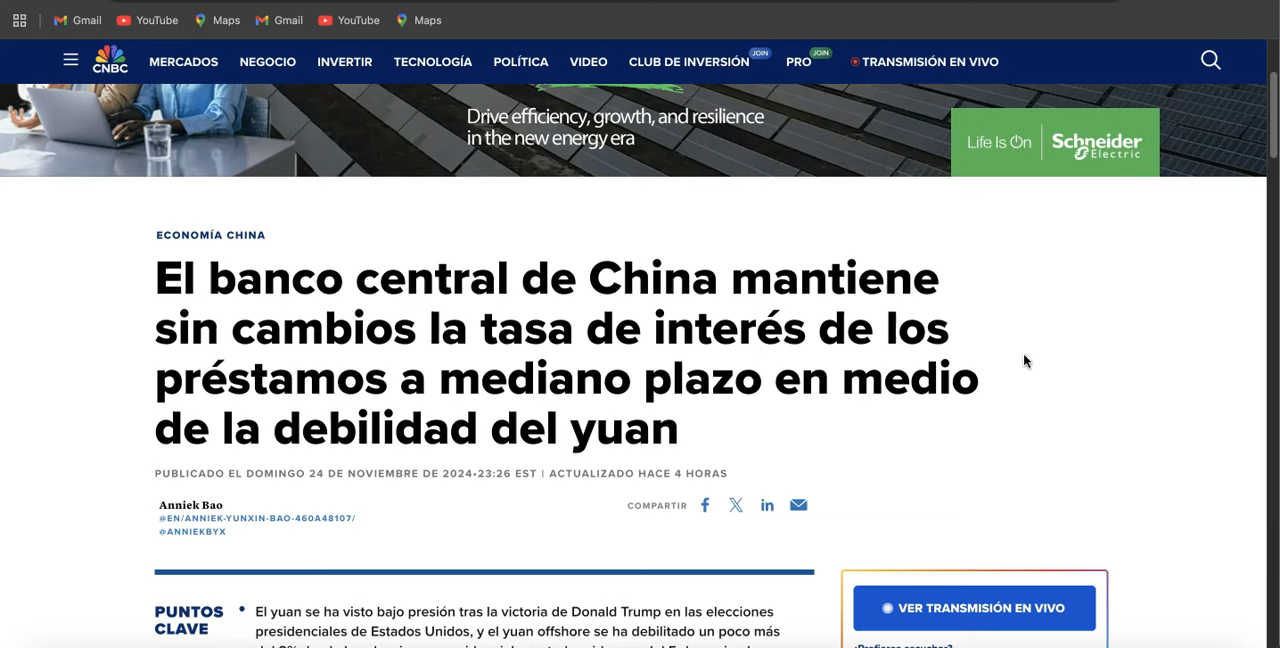 Gmail YouTube Maps Gmail YouTube Maps
CNBC MERCADOS NEGOCIO INVERTIR TECNOLOGÍA POLÍTICA VIDEO CLUB DE INVERSIÓN JOIN PRO JOIN TRANSMISIÓN EN VIVO
Drive efficiency, growth, and resilience
in the new energy era
Life Is On Schneider Electric
ECONOMÍA CHINA
El banco central de China mantiene
sin cambios la tasa de interés de los
préstamos a mediano plazo en medio
de la debilidad del yuan
PUBLICADO EL DOMINGO 24 DE NOVIEMBRE DE 2024•23:26 EST | ACTUALIZADO HACE 4 HORAS
Anniek Bao
@EN/ANNIEK-YUNXIN-BAO-460A48107/
@ANNIEKBYX
COMPARTIR
PUNTOS
CLAVE
• El yuan se ha visto bajo presión tras la victoria de Donald Trump en las elecciones
presidenciales de Estados Unidos, y el yuan offshore se ha debilitado un poco más
VER TRANSMISIÓN EN VIVO